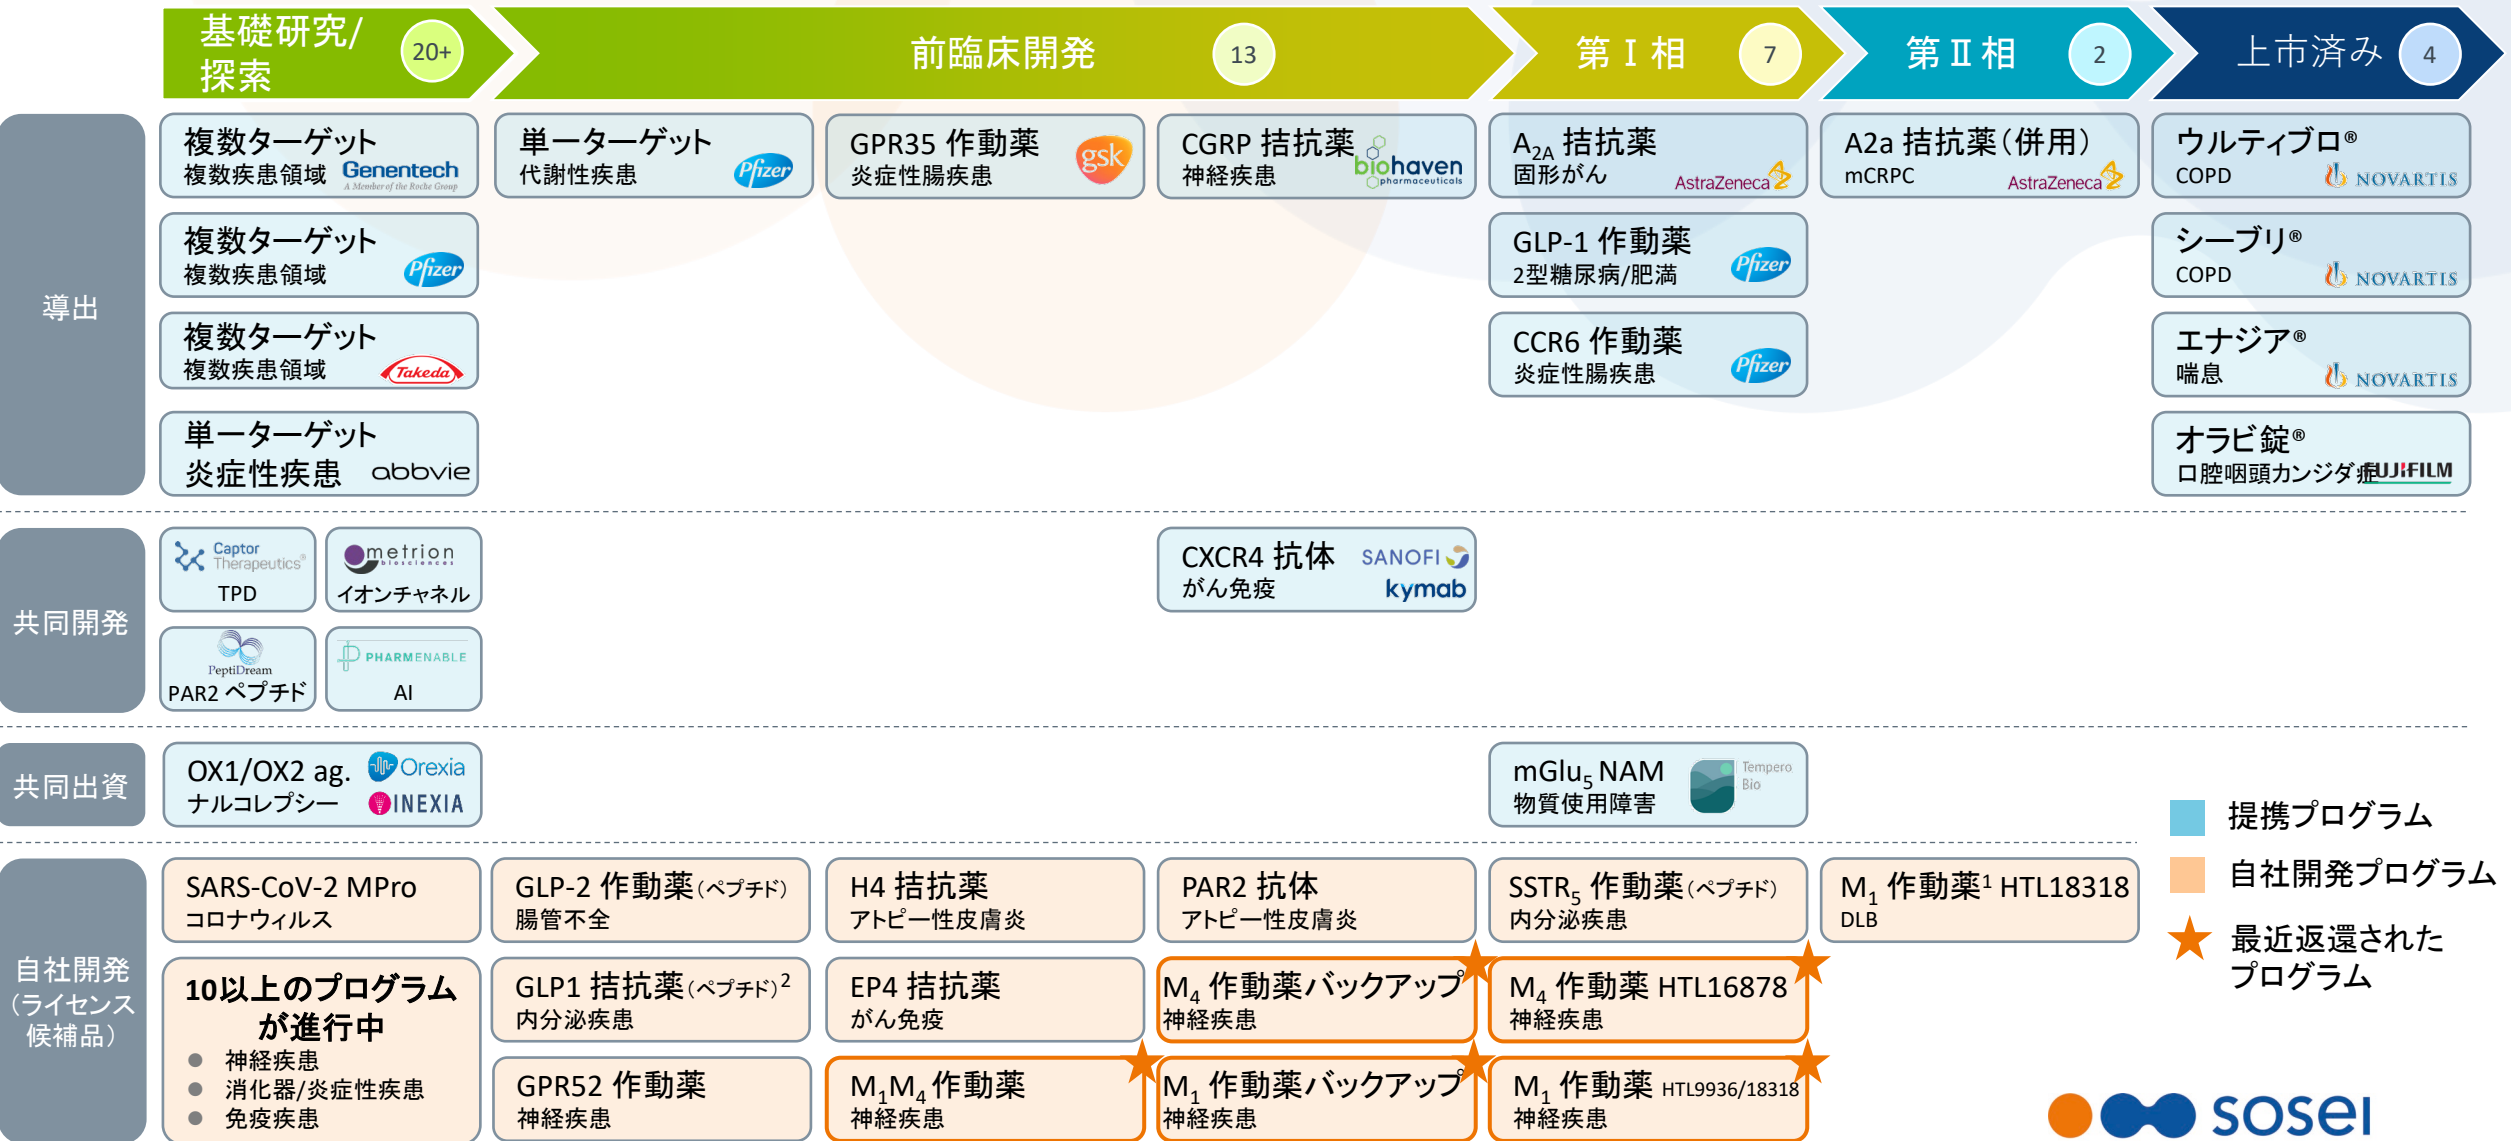 基礎研究/
探索
20+
前臨床開発
13
第Ⅰ相
7
第Ⅱ相
2
上市済み
4
導出
複数ターゲット
複数疾患領域
Genentech
A Member of the Roche Group
単一ターゲット
代謝性疾患
Pfizer
GPR35 作動薬
炎症性腸疾患
gsk
CGRP 拮抗薬
神経疾患
biohaven
pharmaceuticals
A2A 拮抗薬
固形がん
AstraZeneca
A2a 拮抗薬（併用）
mCRPC
AstraZeneca
ウルティブロ®
COPD
NOVARTIS
複数ターゲット
複数疾患領域
Pfizer
GLP-1 作動薬
2型糖尿病/肥満
Pfizer
シーブリ®
COPD
NOVARTIS
複数ターゲット
複数疾患領域
Takeda
CCR6 作動薬
炎症性腸疾患
Pfizer
エナジア®
喘息
NOVARTIS
単一ターゲット
炎症性疾患
abbvie
オラビ錠®
口腔咽頭カンジダ症
FUJIFILM
共同開発
Captor
Therapeutics®
TPD
metrion
biosciences
イオンチャネル
CXCR4 抗体
がん免疫
SANOFI
kymab
PeptiDream
PAR2 ペプチド
PHARMENABLE
AI
共同出資
OX1/OX2 ag.
ナルコレプシー
Orexia
INEXIA
mGlu5 NAM
物質使用障害
Tempero
Bio
提携プログラム
自社開発プログラム
最近返還された
プログラム
自社開発
（ライセンス
候補品）
SARS-CoV-2 MPro
コロナウィルス
GLP-2 作動薬（ペプチド）
腸管不全
H4 拮抗薬
アトピー性皮膚炎
PAR2 抗体
アトピー性皮膚炎
SSTR5 作動薬（ペプチド）
内分泌疾患
M1 作動薬1 HTL18318
DLB
10以上のプログラム
が進行中
● 神経疾患
● 消化器/炎症性疾患
● 免疫疾患
GLP1 拮抗薬（ペプチド）2
内分泌疾患
EP4 拮抗薬
がん免疫
M4 作動薬バックアップ
神経疾患
M4 作動薬 HTL16878
神経疾患
GPR52 作動薬
神経疾患
M1M4 作動薬
神経疾患
M1 作動薬バックアップ
神経疾患
M1 作動薬 HTL9936/18318
神経疾患
sosei